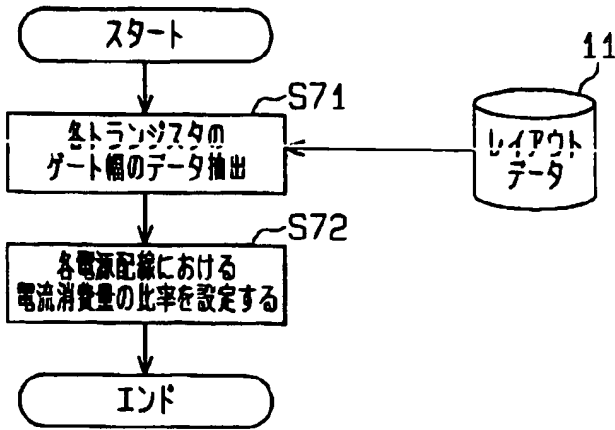 スタート
S71
11
各トランジスタの
ゲート幅のデータ抽出
レイアウト
データ
S72
各電源配線における
電流消費量の比率を設定する
エンド